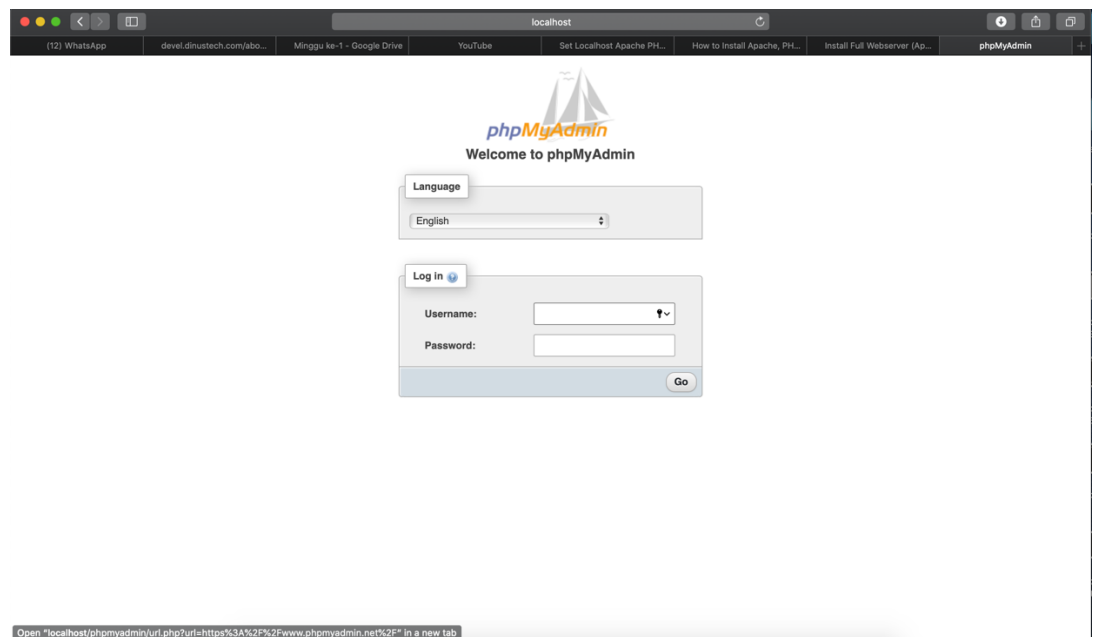 localhost
(12) WhatsApp
devel.dinustech.com/abo...
Minggu ke-1 - Google Drive
YouTube
Set Localhost Apache PH...
How to Install Apache, PH...
Install Full Webserver (Ap...
phpMyAdmin
phpMyAdmin
Welcome to phpMyAdmin
Language
English
Log in
Username:
Password:
Go
Open "localhost/phpmyadmin/url.php?url=https%3A%2F%2Fwww.phpmyadmin.net%2F" in a new tab